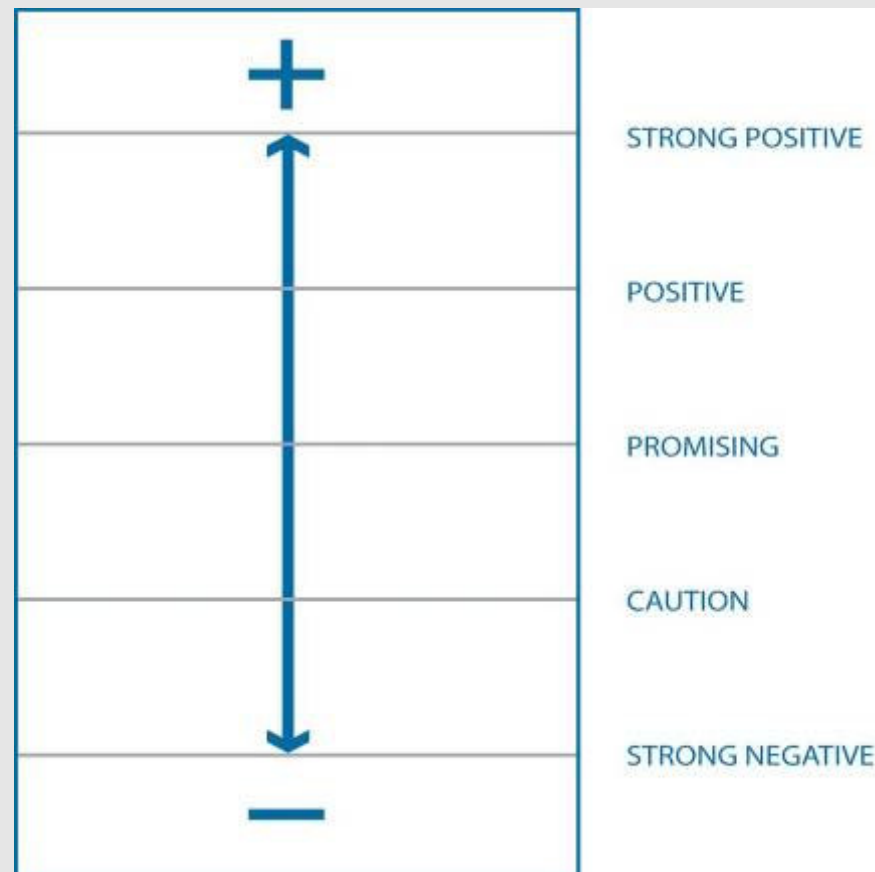 +
STRONG POSITIVE
POSITIVE
PROMISING
CAUTION
STRONG NEGATIVE
−